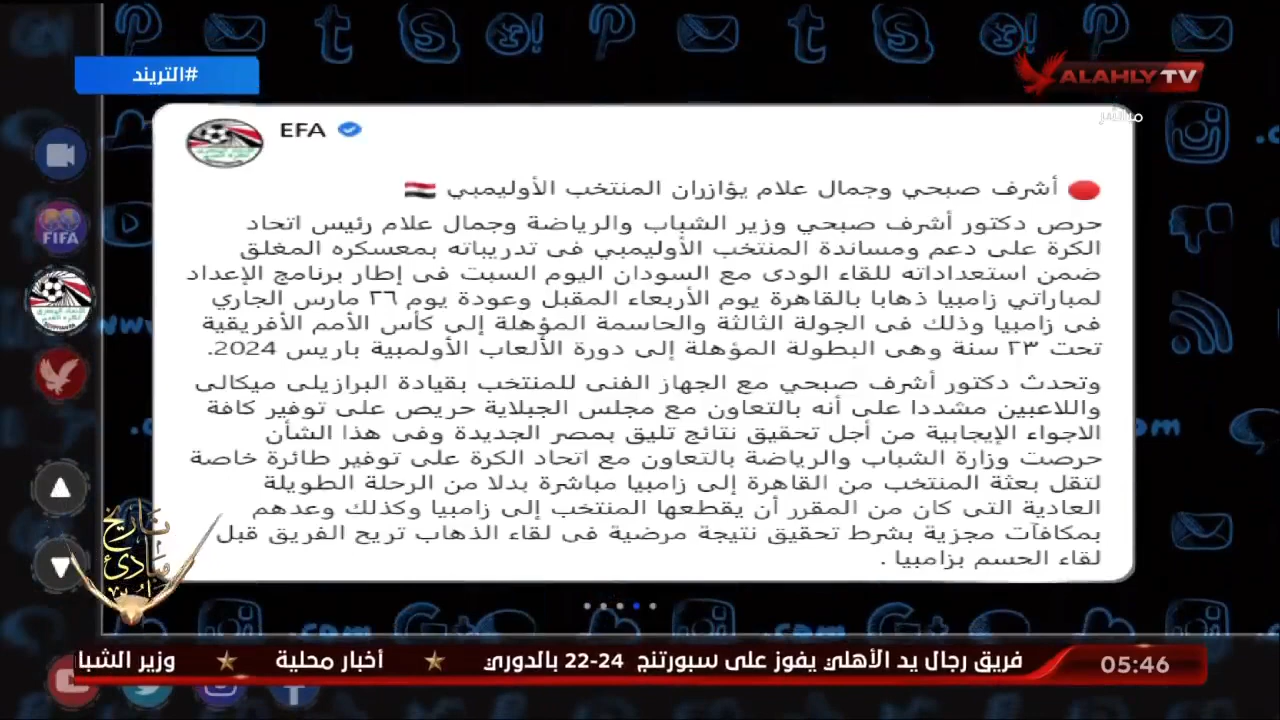 #التريند
ALAHLY TV
مباشر
EFA
🔴 أشرف صبحي وجمال علام يؤازران المنتخب الأوليمبي 🇪🇬
حرص دكتور أشرف صبحي وزير الشباب والرياضة وجمال علام رئيس اتحاد
الكرة على دعم ومساندة المنتخب الأوليمبي فى تدريباته بمعسكره المغلق
ضمن استعداداته للقاء الودى مع السودان اليوم السبت فى إطار برنامج الإعداد
لمباراتي زامبيا ذهابا بالقاهرة يوم الأربعاء المقبل وعودة يوم ٢٦ مارس الجاري
فى زامبيا وذلك فى الجولة الثالثة والحاسمة المؤهلة إلى كأس الأمم الأفريقية
تحت ٢٣ سنة وهى البطولة المؤهلة إلى دورة الألعاب الأولمبية باريس 2024.
وتحدث دكتور أشرف صبحي مع الجهاز الفنى للمنتخب بقيادة البرازيلى ميكالى
واللاعبين مشددا على أنه بالتعاون مع مجلس الجبلاية حريص على توفير كافة
الاجواء الإيجابية من أجل تحقيق نتائج تليق بمصر الجديدة وفى هذا الشأن
حرصت وزارة الشباب والرياضة بالتعاون مع اتحاد الكرة على توفير طائرة خاصة
لتقل بعثة المنتخب من القاهرة إلى زامبيا مباشرة بدلا من الرحلة الطويلة
العادية التى كان من المقرر أن يقطعها المنتخب إلى زامبيا وكذلك وعدهم
بمكافآت مجزية بشرط تحقيق نتيجة مرضية فى لقاء الذهاب تريح الفريق قبل
لقاء الحسم بزامبيا .
FIFA
تاريخ
مبادئ
فريق رجال يد الأهلي يفوز على سبورتنج 24-22 بالدوري ★ أخبار محلية ★ وزير الشبا
05:46